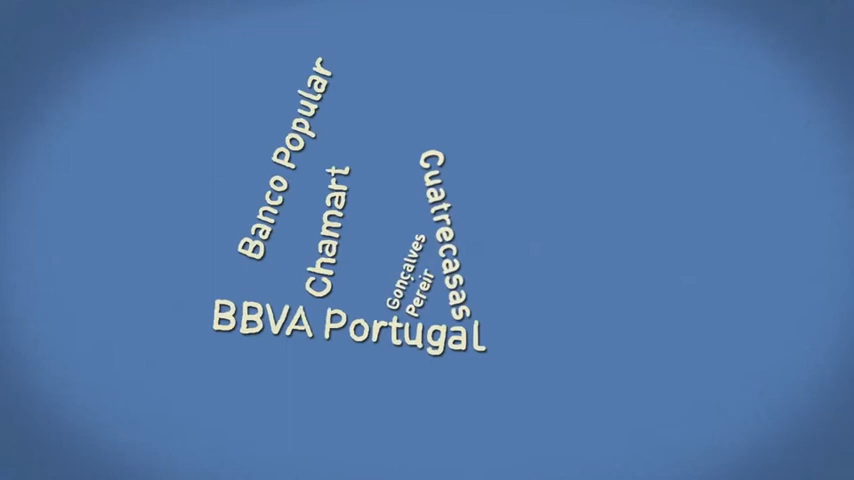 Banco Popular
Chamart
Cuatrecasas
Gonçalves
Pereir
BBVA Portugal